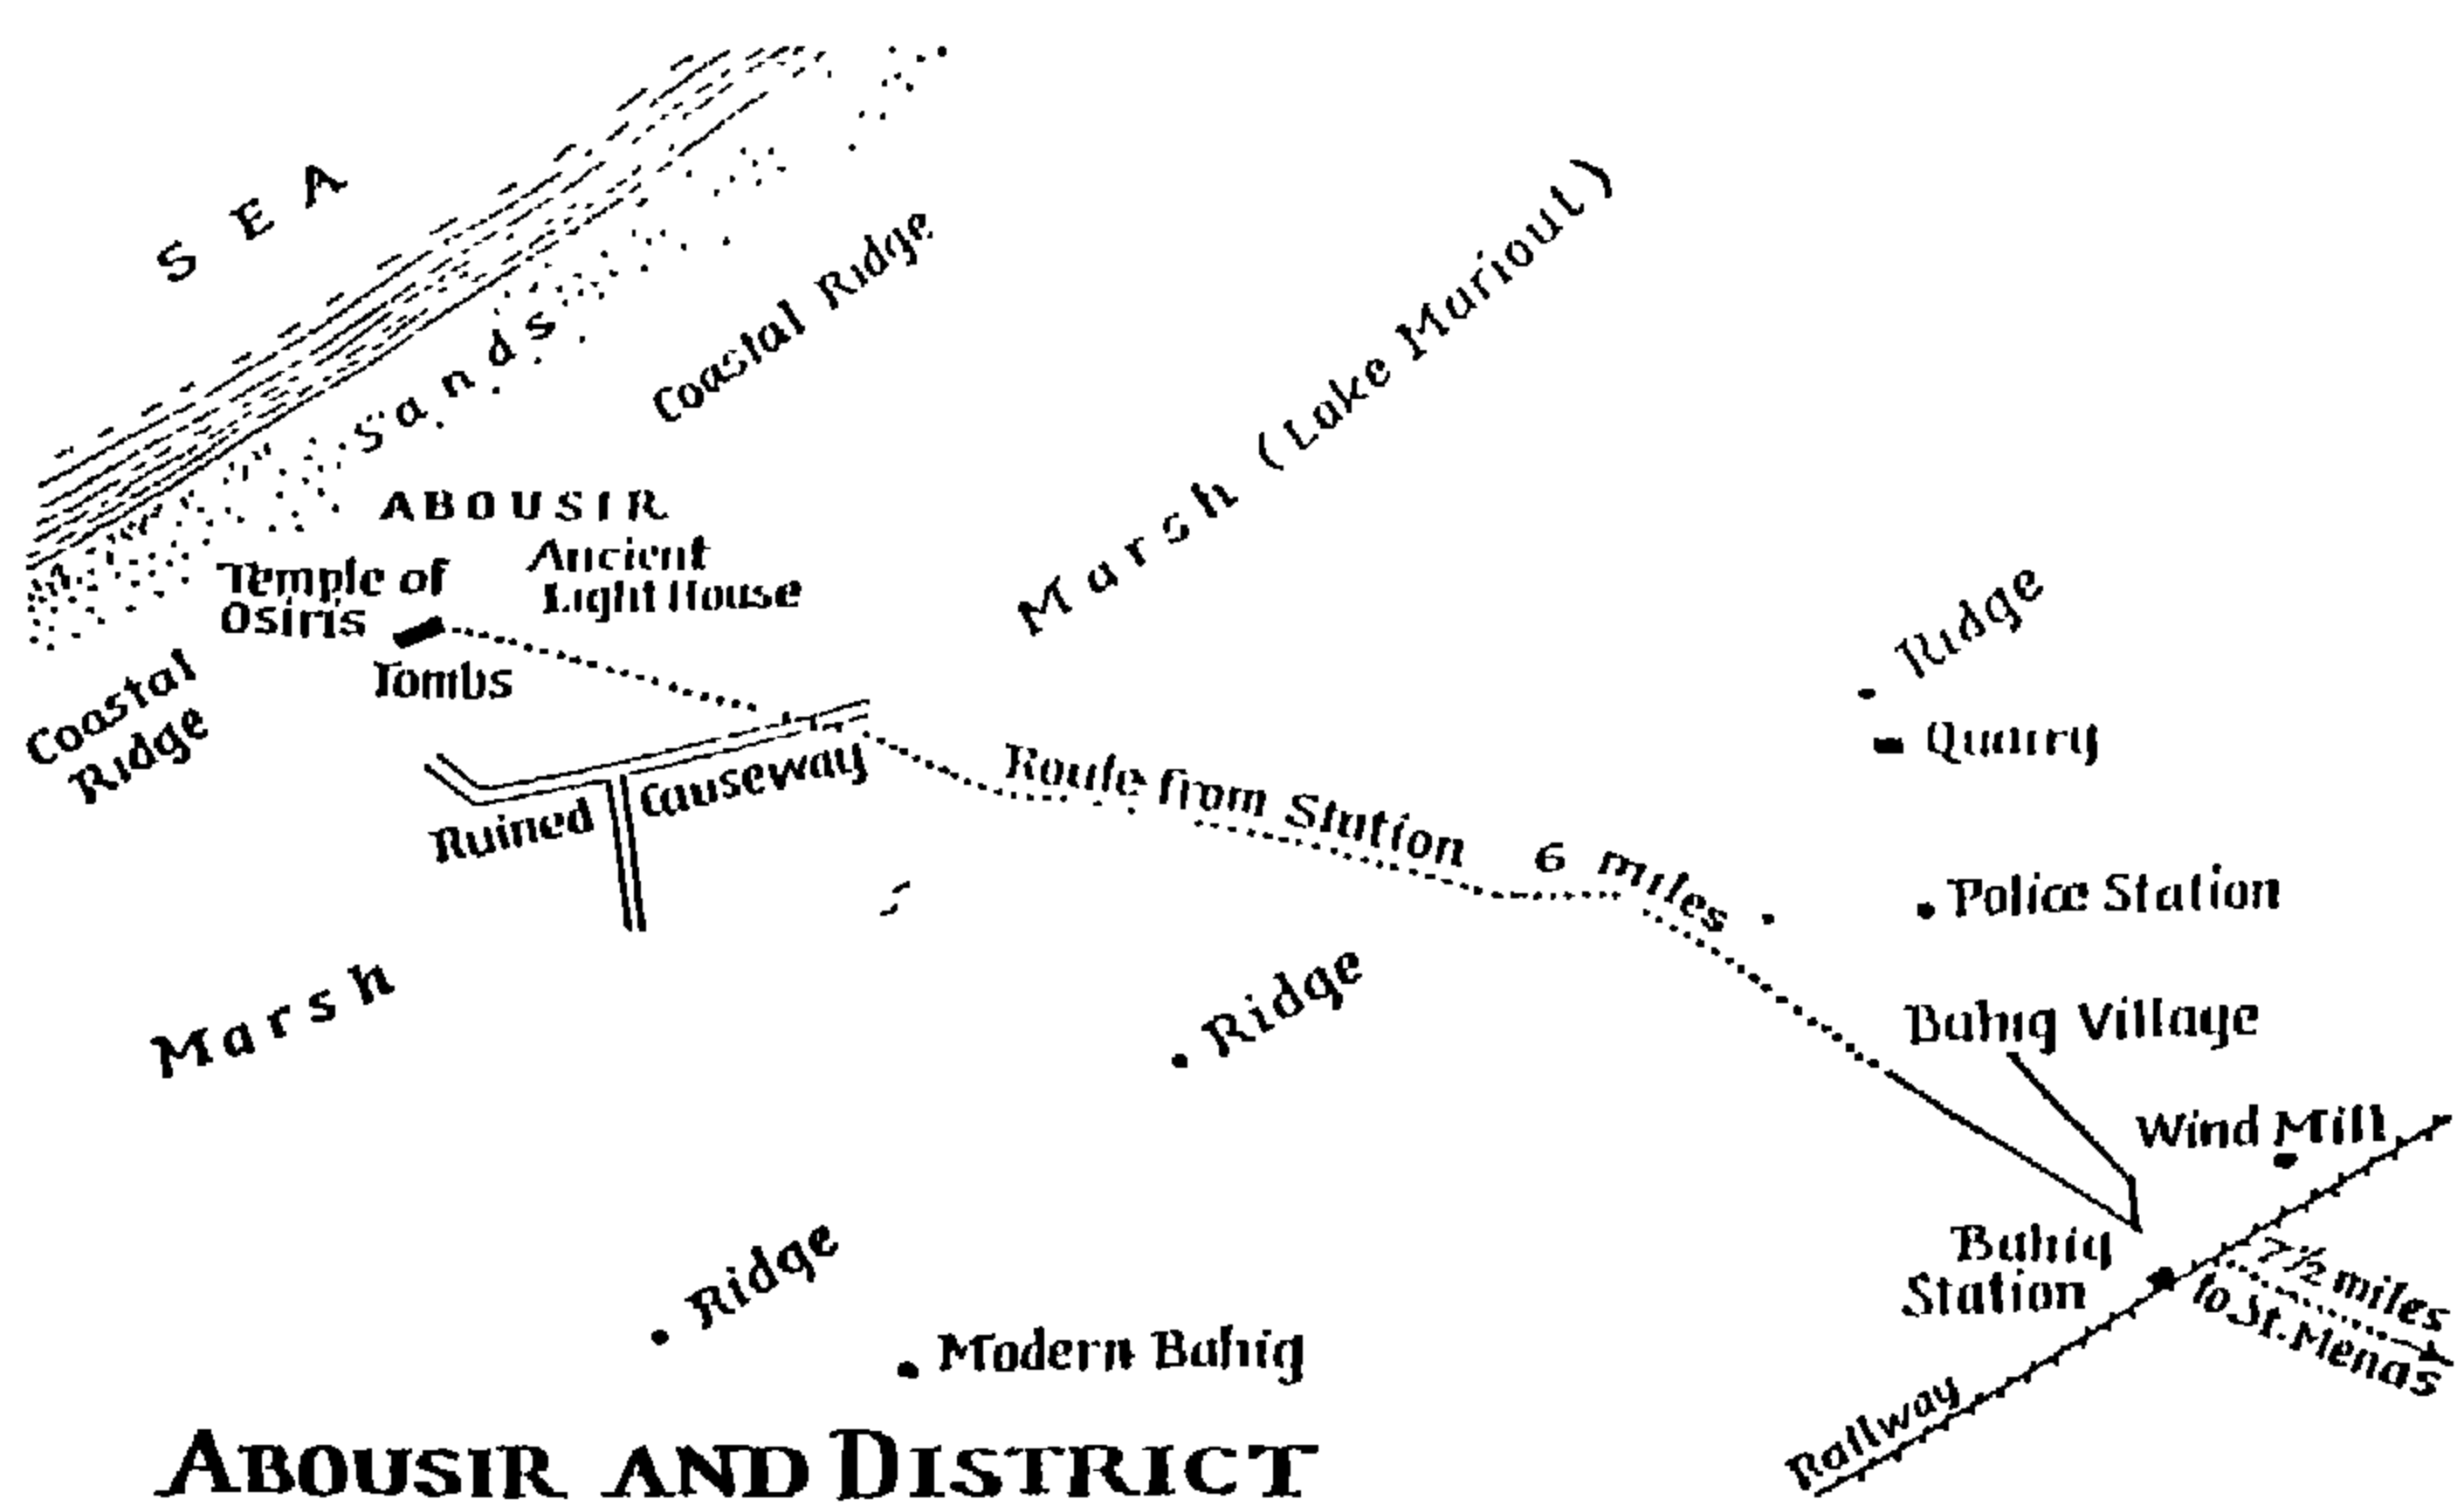 SEA
Sands
Coastal Ridge
Marsh (Lake Mariout)
ABOUSIR
Temple of
Osiris
Ancient
Light House
Tombs
Coastal
Ridge
Ridge
Quarry
Ruined Causeway
Route from Station 6 miles
Police Station
Marsh
Ridge
Bahig Village
Wind Mill
Ridge
Bahig
Station
7½ miles
to St. Menas
Modern Bahig
Railway
ABOUSIR AND DISTRICT